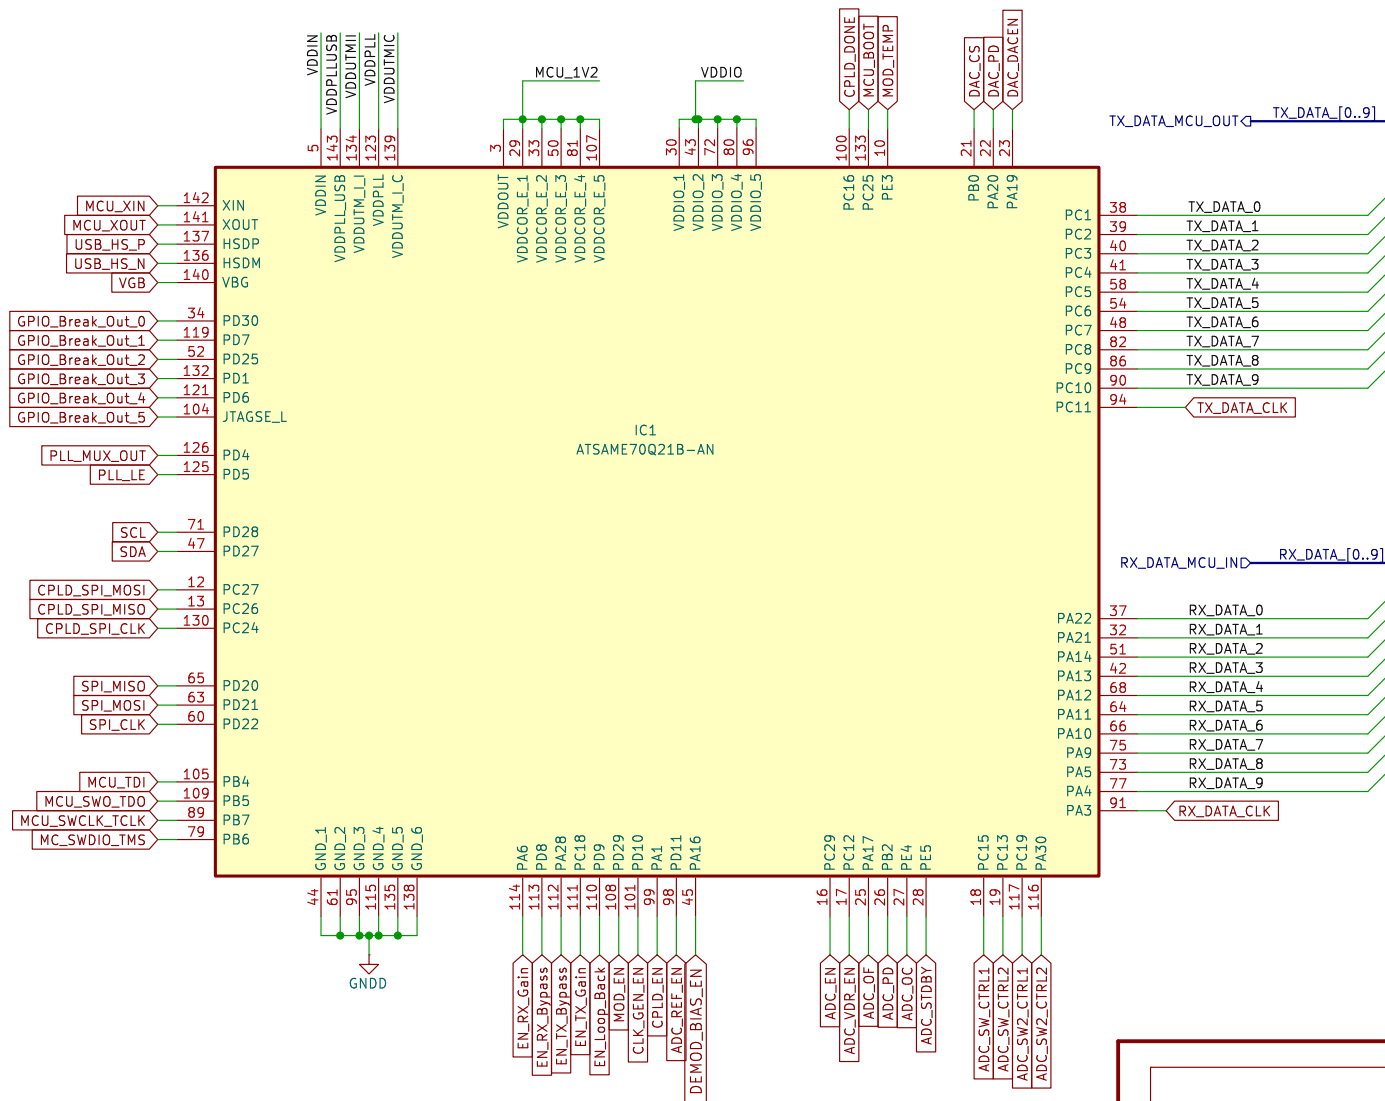 VDDIN
VDDPLLUSB
VDDUTMII
VDDPLL
VDDUTMIC
MCU_1V2
VDDIO
CPLD_DONE
MCU_BOOT
MOD_TEMP
DAC_CS
DAC_PD
DAC_DACEN
TX_DATA_MCU_OUT
TX_DATA_[0..9]
5
143
134
123
139
3
29
33
50
81
107
30
43
72
80
96
100
133
10
21
22
23
VDDIN
VDDPLL_USB
VDDUTM_I_I
VDDPLL
VDDUTM_I_C
VDDOUT
VDDCOR_E_1
VDDCOR_E_2
VDDCOR_E_3
VDDCOR_E_4
VDDCOR_E_5
VDDIO_1
VDDIO_2
VDDIO_3
VDDIO_4
VDDIO_5
PC16
PC25
PE3
PB0
PA20
PA19
MCU_XIN 142 XIN
MCU_XOUT 141 XOUT
USB_HS_P 137 HSDP
USB_HS_N 136 HSDM
VGB 140 VBG
GPIO_Break_Out_0 34 PD30
GPIO_Break_Out_1 119 PD7
GPIO_Break_Out_2 52 PD25
GPIO_Break_Out_3 132 PD1
GPIO_Break_Out_4 121 PD6
GPIO_Break_Out_5 104 JTAGSE_L
PLL_MUX_OUT 126 PD4
PLL_LE 125 PD5
SCL 71 PD28
SDA 47 PD27
CPLD_SPI_MOSI 12 PC27
CPLD_SPI_MISO 13 PC26
CPLD_SPI_CLK 130 PC24
SPI_MISO 65 PD20
SPI_MOSI 63 PD21
SPI_CLK 60 PD22
MCU_TDI 105 PB4
MCU_SWO_TDO 109 PB5
MCU_SWCLK_TCLK 89 PB7
MC_SWDIO_TMS 79 PB6
IC1
ATSAME70Q21B-AN
PC1 38 TX_DATA_0
PC2 39 TX_DATA_1
PC3 40 TX_DATA_2
PC4 41 TX_DATA_3
PC5 58 TX_DATA_4
PC6 54 TX_DATA_5
PC7 48 TX_DATA_6
PC8 82 TX_DATA_7
PC9 86 TX_DATA_8
PC10 90 TX_DATA_9
PC11 94 TX_DATA_CLK
RX_DATA_MCU_IN
RX_DATA_[0..9]
PA22 37 RX_DATA_0
PA21 32 RX_DATA_1
PA14 51 RX_DATA_2
PA13 42 RX_DATA_3
PA12 68 RX_DATA_4
PA11 64 RX_DATA_5
PA10 66 RX_DATA_6
PA9 75 RX_DATA_7
PA5 73 RX_DATA_8
PA4 77 RX_DATA_9
PA3 91 RX_DATA_CLK
GND_1
GND_2
GND_3
GND_4
GND_5
GND_6
PA6
PD8
PA28
PC18
PD9
PD29
PD10
PA1
PD11
PA16
PC29
PC12
PA17
PB2
PE4
PE5
PC15
PC13
PC19
PA30
44
61
95
115
135
138
114
113
112
111
110
108
101
99
98
45
16
17
25
26
27
28
18
19
117
116
GNDD
EN_RX_Gain
EN_RX_Bypass
EN_TX_Bypass
EN_TX_Gain
EN_Loop_Back
MOD_EN
CLK_GEN_EN
CPLD_EN
ADC_REF_EN
DEMOD_BIAS_EN
ADC_EN
ADC_VDR_EN
ADC_OF
ADC_PD
ADC_OC
ADC_STDBY
ADC_SW_CTRL1
ADC_SW_CTRL2
ADC_SW2_CTRL1
ADC_SW2_CTRL2